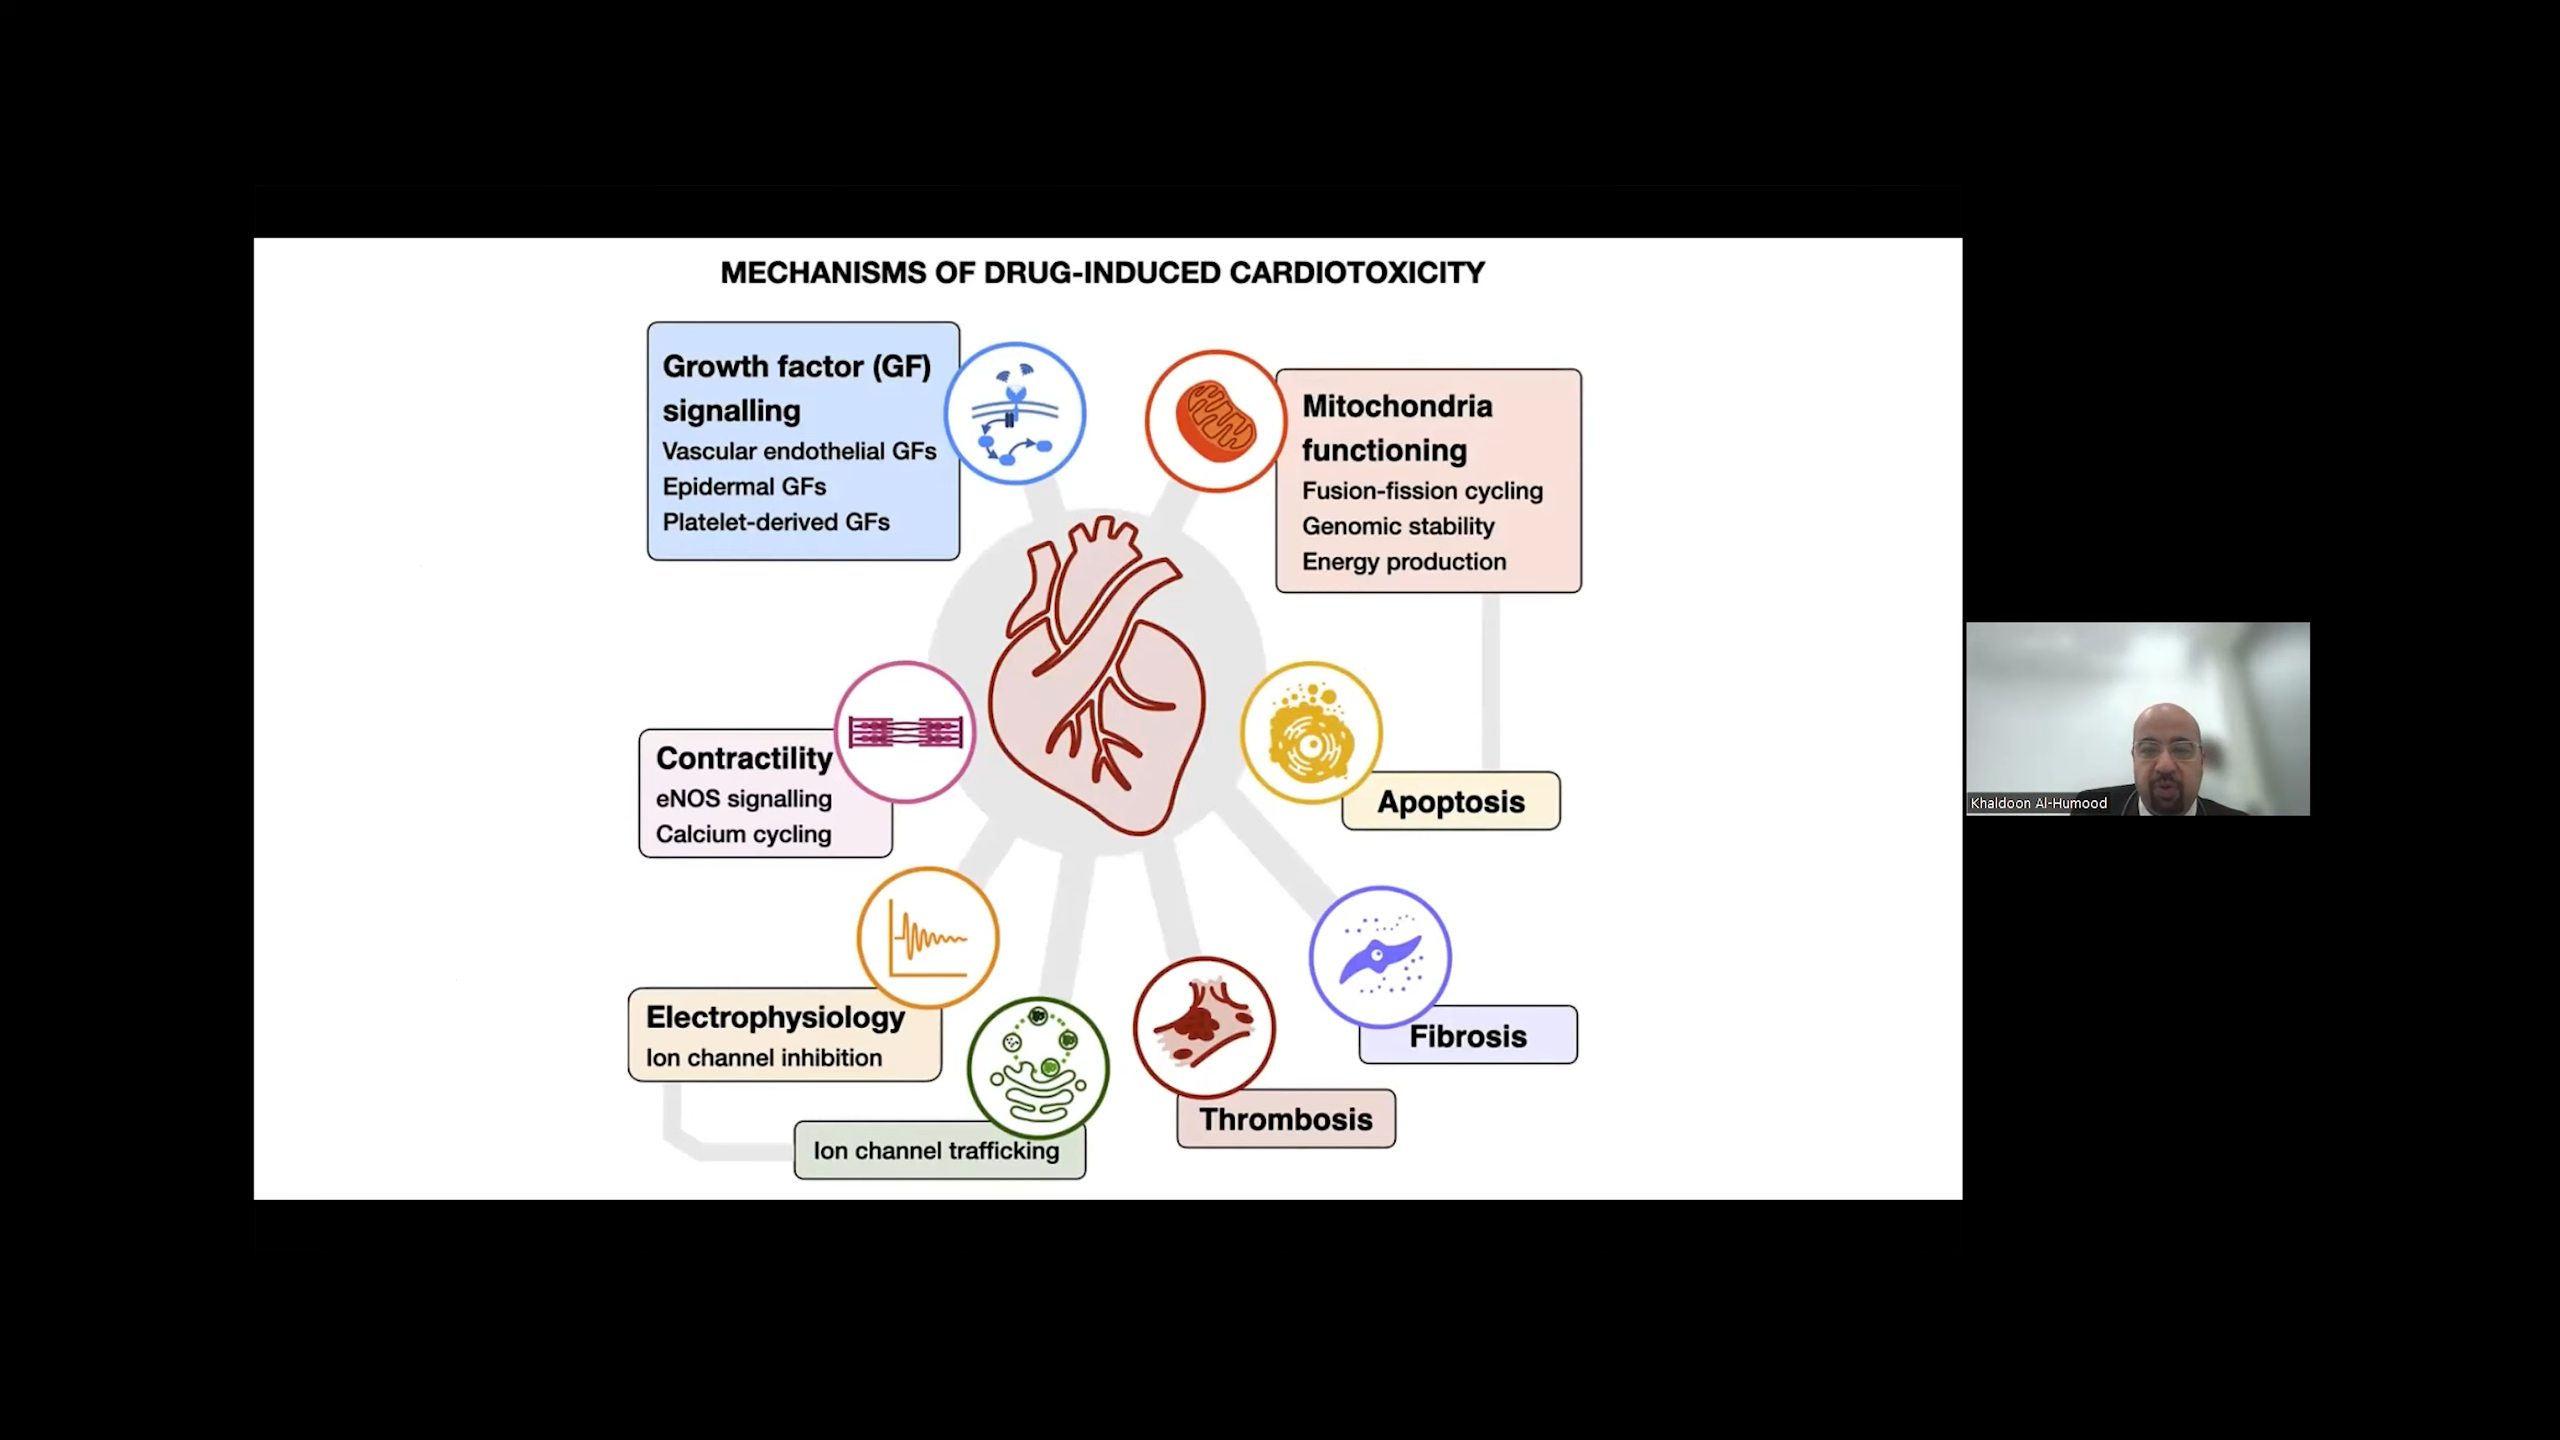 MECHANISMS OF DRUG-INDUCED CARDIOTOXICITY
Growth factor (GF)
signalling
Vascular endothelial GFs
Epidermal GFs
Platelet-derived GFs
Mitochondria
functioning
Fusion-fission cycling
Genomic stability
Energy production
Contractility
eNOS signalling
Calcium cycling
Apoptosis
Electrophysiology
Ion channel inhibition
Ion channel trafficking
Thrombosis
Fibrosis
Khaldoon Al-Humood